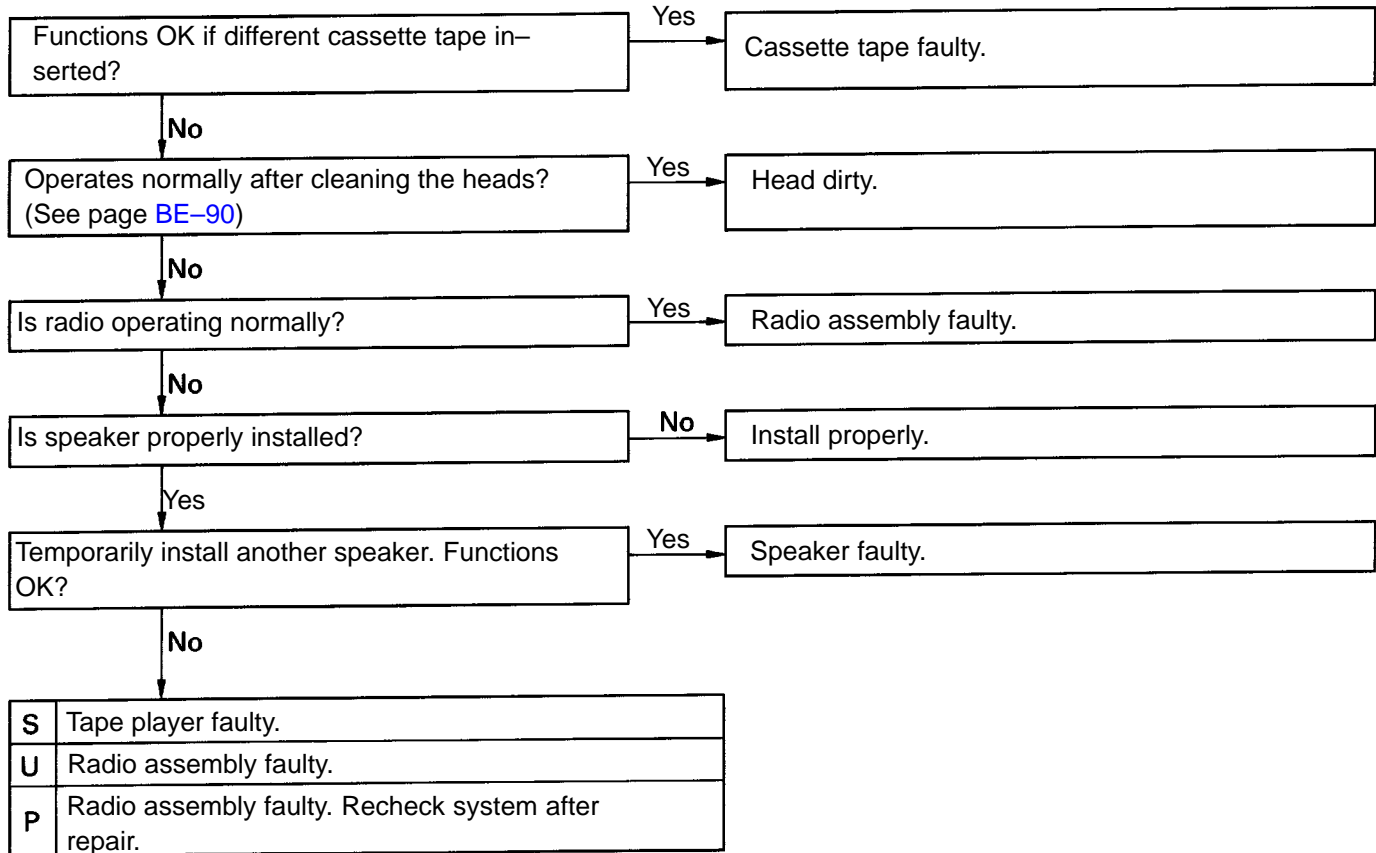 Functions OK if different cassette tape in–
serted?
Yes
Cassette tape faulty.
No
Operates normally after cleaning the heads?
(See page BE–90)
Yes
Head dirty.
No
Is radio operating normally?
Yes
Radio assembly faulty.
No
Is speaker properly installed?
No
Install properly.
Yes
Temporarily install another speaker. Functions
OK?
Yes
Speaker faulty.
No
S Tape player faulty.
U Radio assembly faulty.
P Radio assembly faulty. Recheck system after
repair.